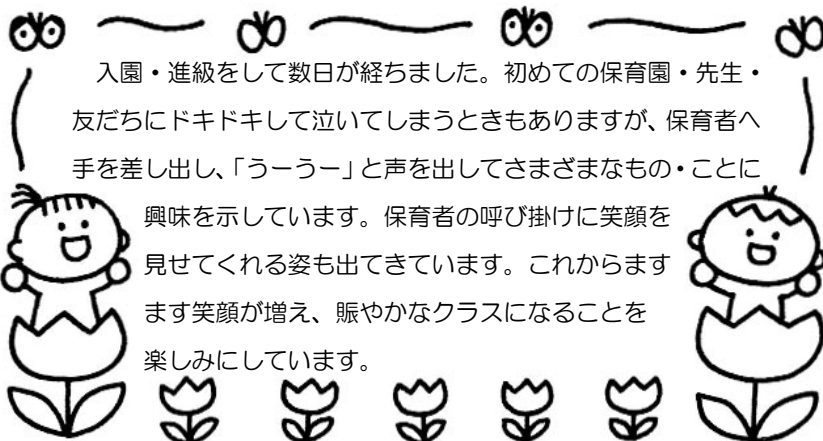 入園・進級をして数日が経ちました。初めての保育園・先生・
友だちにドキドキして泣いてしまうときもありますが、保育者へ
手を差し出し、「うーうー」と声を出してさまざまなもの・ことに
興味を示しています。保育者の呼び掛けに笑顔を
見せてくれる姿も出てきています。これからます
ます笑顔が増え、賑やかなクラスになることを
楽しみにしています。